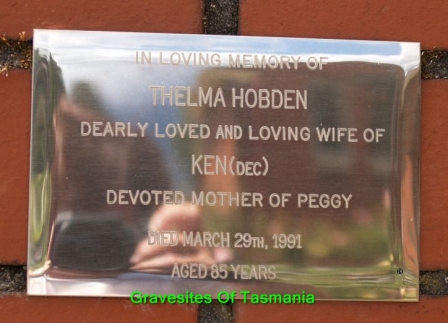 IN LOVING MEMORY OF
THELMA HOBDEN
DEARLY LOVED AND LOVING WIFE OF
KEN (DEC)
DEVOTED MOTHER OF PEGGY
DIED MARCH 29TH, 1991
AGED 85 YEARS
Gravesites Of Tasmania